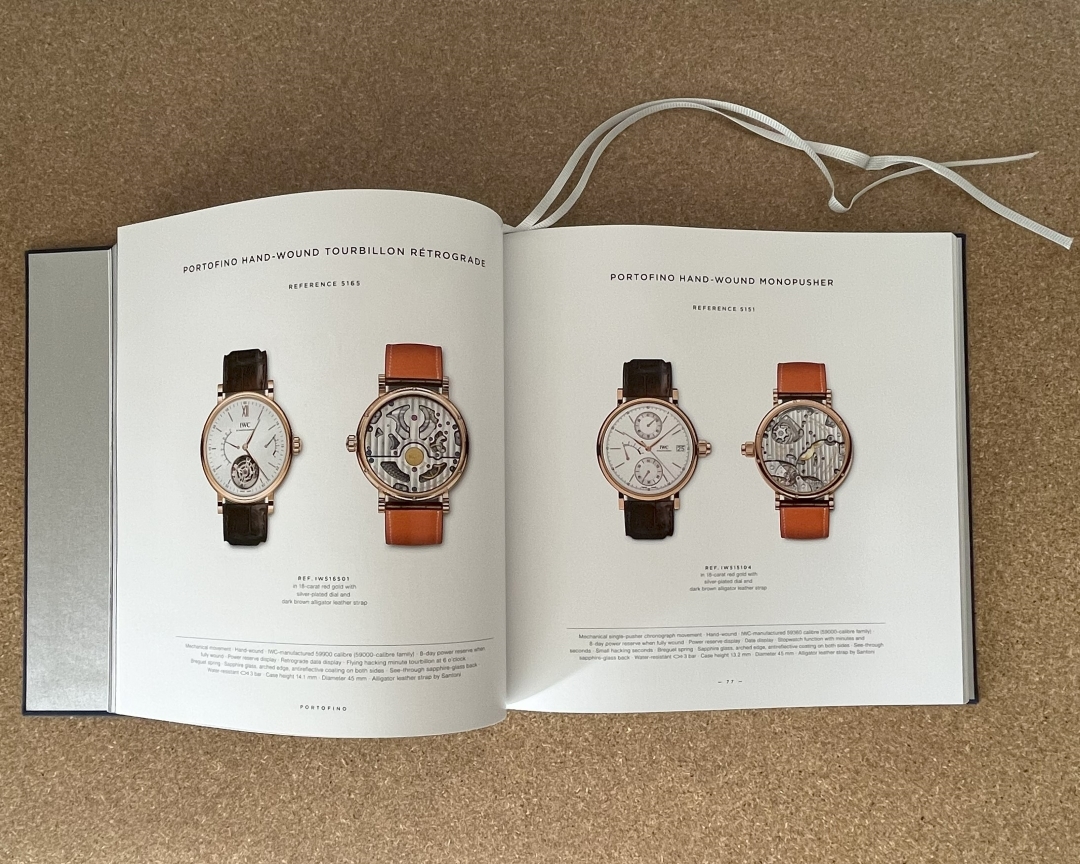 PORTOFINO HAND-WOUND TOURBILLON RÉTROGRADE
REFERENCE 5165
IWC
REF. IW516501
in 18-carat red gold with
silver-plated dial and
dark brown alligator leather strap
Mechanical movement · Hand-wound · IWC-manufactured 59900 calibre (59000-calibre family) · 8-day power reserve when
fully wound · Power reserve display · Retrograde date display · Flying hacking minute tourbillon at 6 o'clock
Breguet spring · Sapphire glass, arched edge, antireflective coating on both sides · See-through sapphire-glass back
Water-resistant 3 bar · Case height 14.1 mm · Diameter 45 mm · Alligator leather strap by Santoni
PORTOFINO
PORTOFINO HAND-WOUND MONOPUSHER
REFERENCE 5151
IWC
REF. IW515104
in 18-carat red gold with
silver-plated dial and
dark brown alligator leather strap
Mechanical single-pusher chronograph movement · Hand-wound · IWC-manufactured 59360 calibre (59000-calibre family) ·
8-day power reserve when fully wound · Power reserve display · Date display · Stopwatch function with minutes and
seconds · Small hacking seconds · Breguet spring · Sapphire glass, arched edge, antireflective coating on both sides · See-through
sapphire-glass back · Water-resistant 3 bar · Case height 13.2 mm · Diameter 45 mm · Alligator leather strap by Santoni
— 77 —